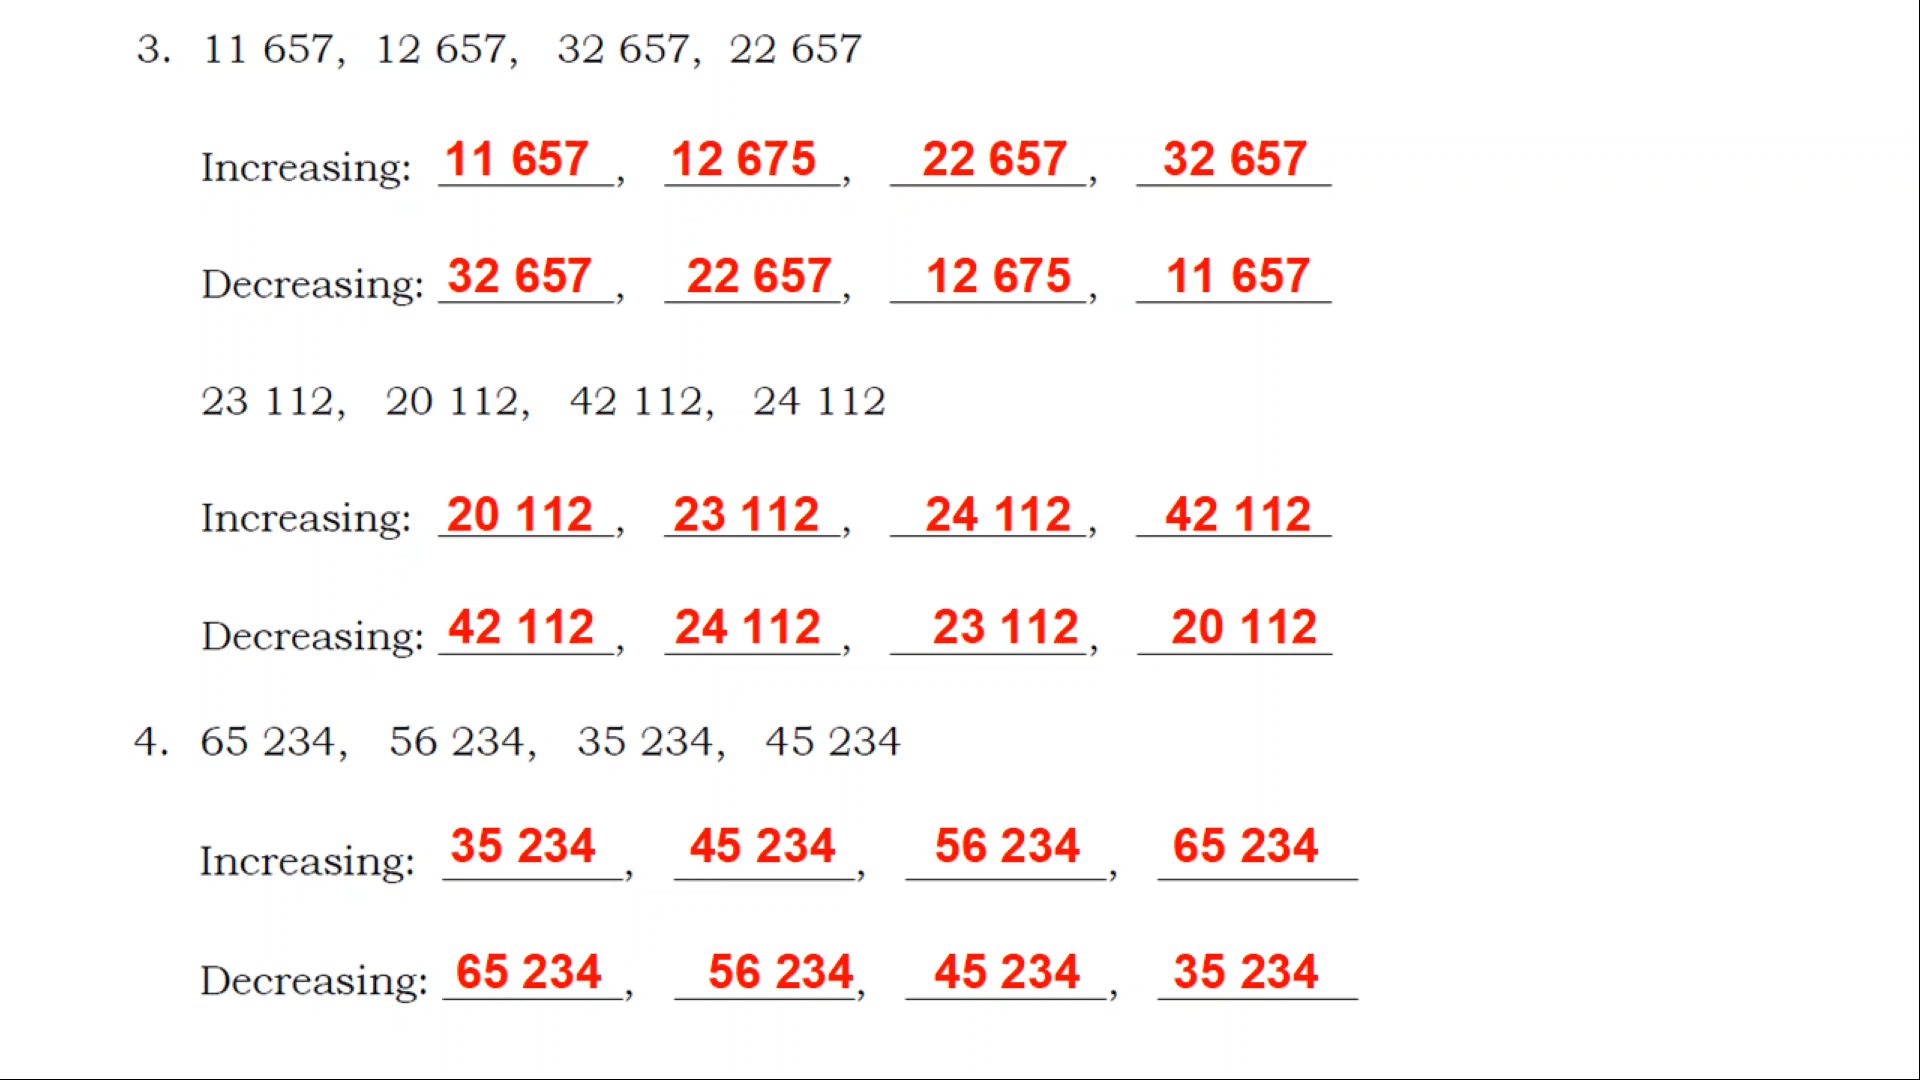 3. 11 657, 12 657, 32 657, 22 657
Increasing: 11 657, 12 675, 22 657, 32 657
Decreasing: 32 657, 22 657, 12 675, 11 657
23 112, 20 112, 42 112, 24 112
Increasing: 20 112, 23 112, 24 112, 42 112
Decreasing: 42 112, 24 112, 23 112, 20 112
4. 65 234, 56 234, 35 234, 45 234
Increasing: 35 234, 45 234, 56 234, 65 234
Decreasing: 65 234, 56 234, 45 234, 35 234